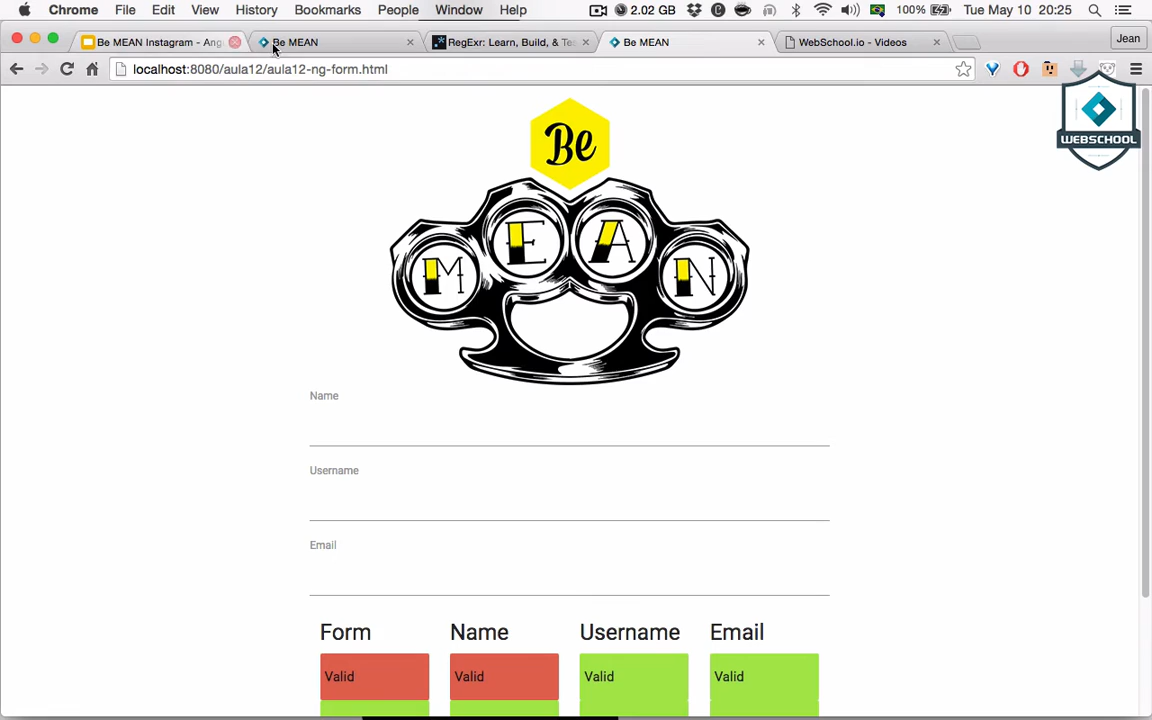 Chrome File Edit View History Bookmarks People Window Help 2.02 GB 100% Tue May 10 20:25
Be MEAN Instagram - Ang Be MEAN RegExr: Learn, Build, & Tes Be MEAN WebSchool.io - Videos Jean
localhost:8080/aula12/aula12-ng-form.html
WEBSCHOOL
Be
M E A N
Name
Username
Email
Form Name Username Email
Valid Valid Valid Valid